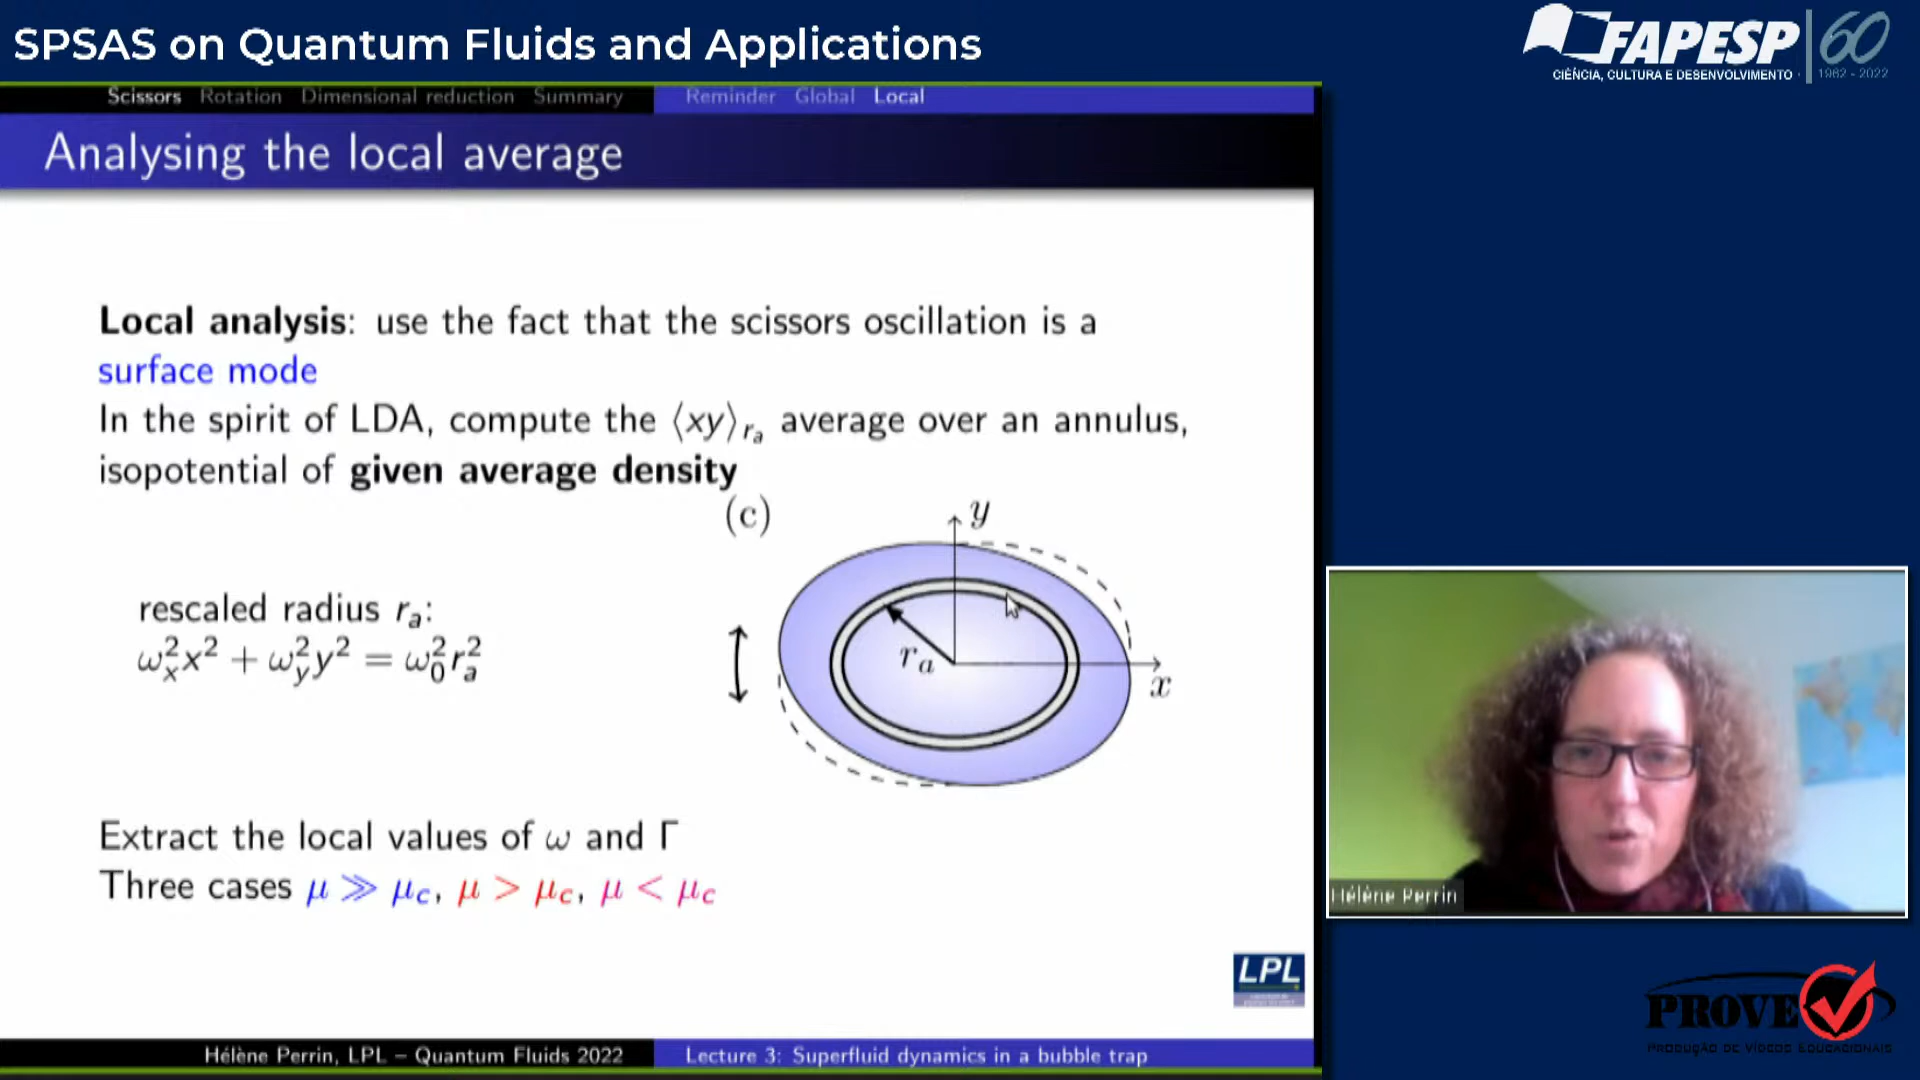 SPSAS on Quantum Fluids and Applications
FAPESP 60
CIÊNCIA, CULTURA E DESENVOLVIMENTO 1962 - 2022
Scissors Rotation Dimensional reduction Summary Reminder Global Local
Analysing the local average
Local analysis: use the fact that the scissors oscillation is a
surface mode
In the spirit of LDA, compute the ⟨xy⟩_{r_a} average over an annulus,
isopotential of given average density
(c)
y
rescaled radius r_a:
ω_x^2 x^2 + ω_y^2 y^2 = ω_0^2 r_a^2
r_a
x
Extract the local values of ω and Γ
Three cases μ ≫ μ_c, μ > μ_c, μ < μ_c
Hélène Perrin
LPL
PROVE
PRODUÇÃO DE VÍDEOS EDUCACIONAIS
Hélène Perrin, LPL – Quantum Fluids 2022 Lecture 3: Superfluid dynamics in a bubble trap